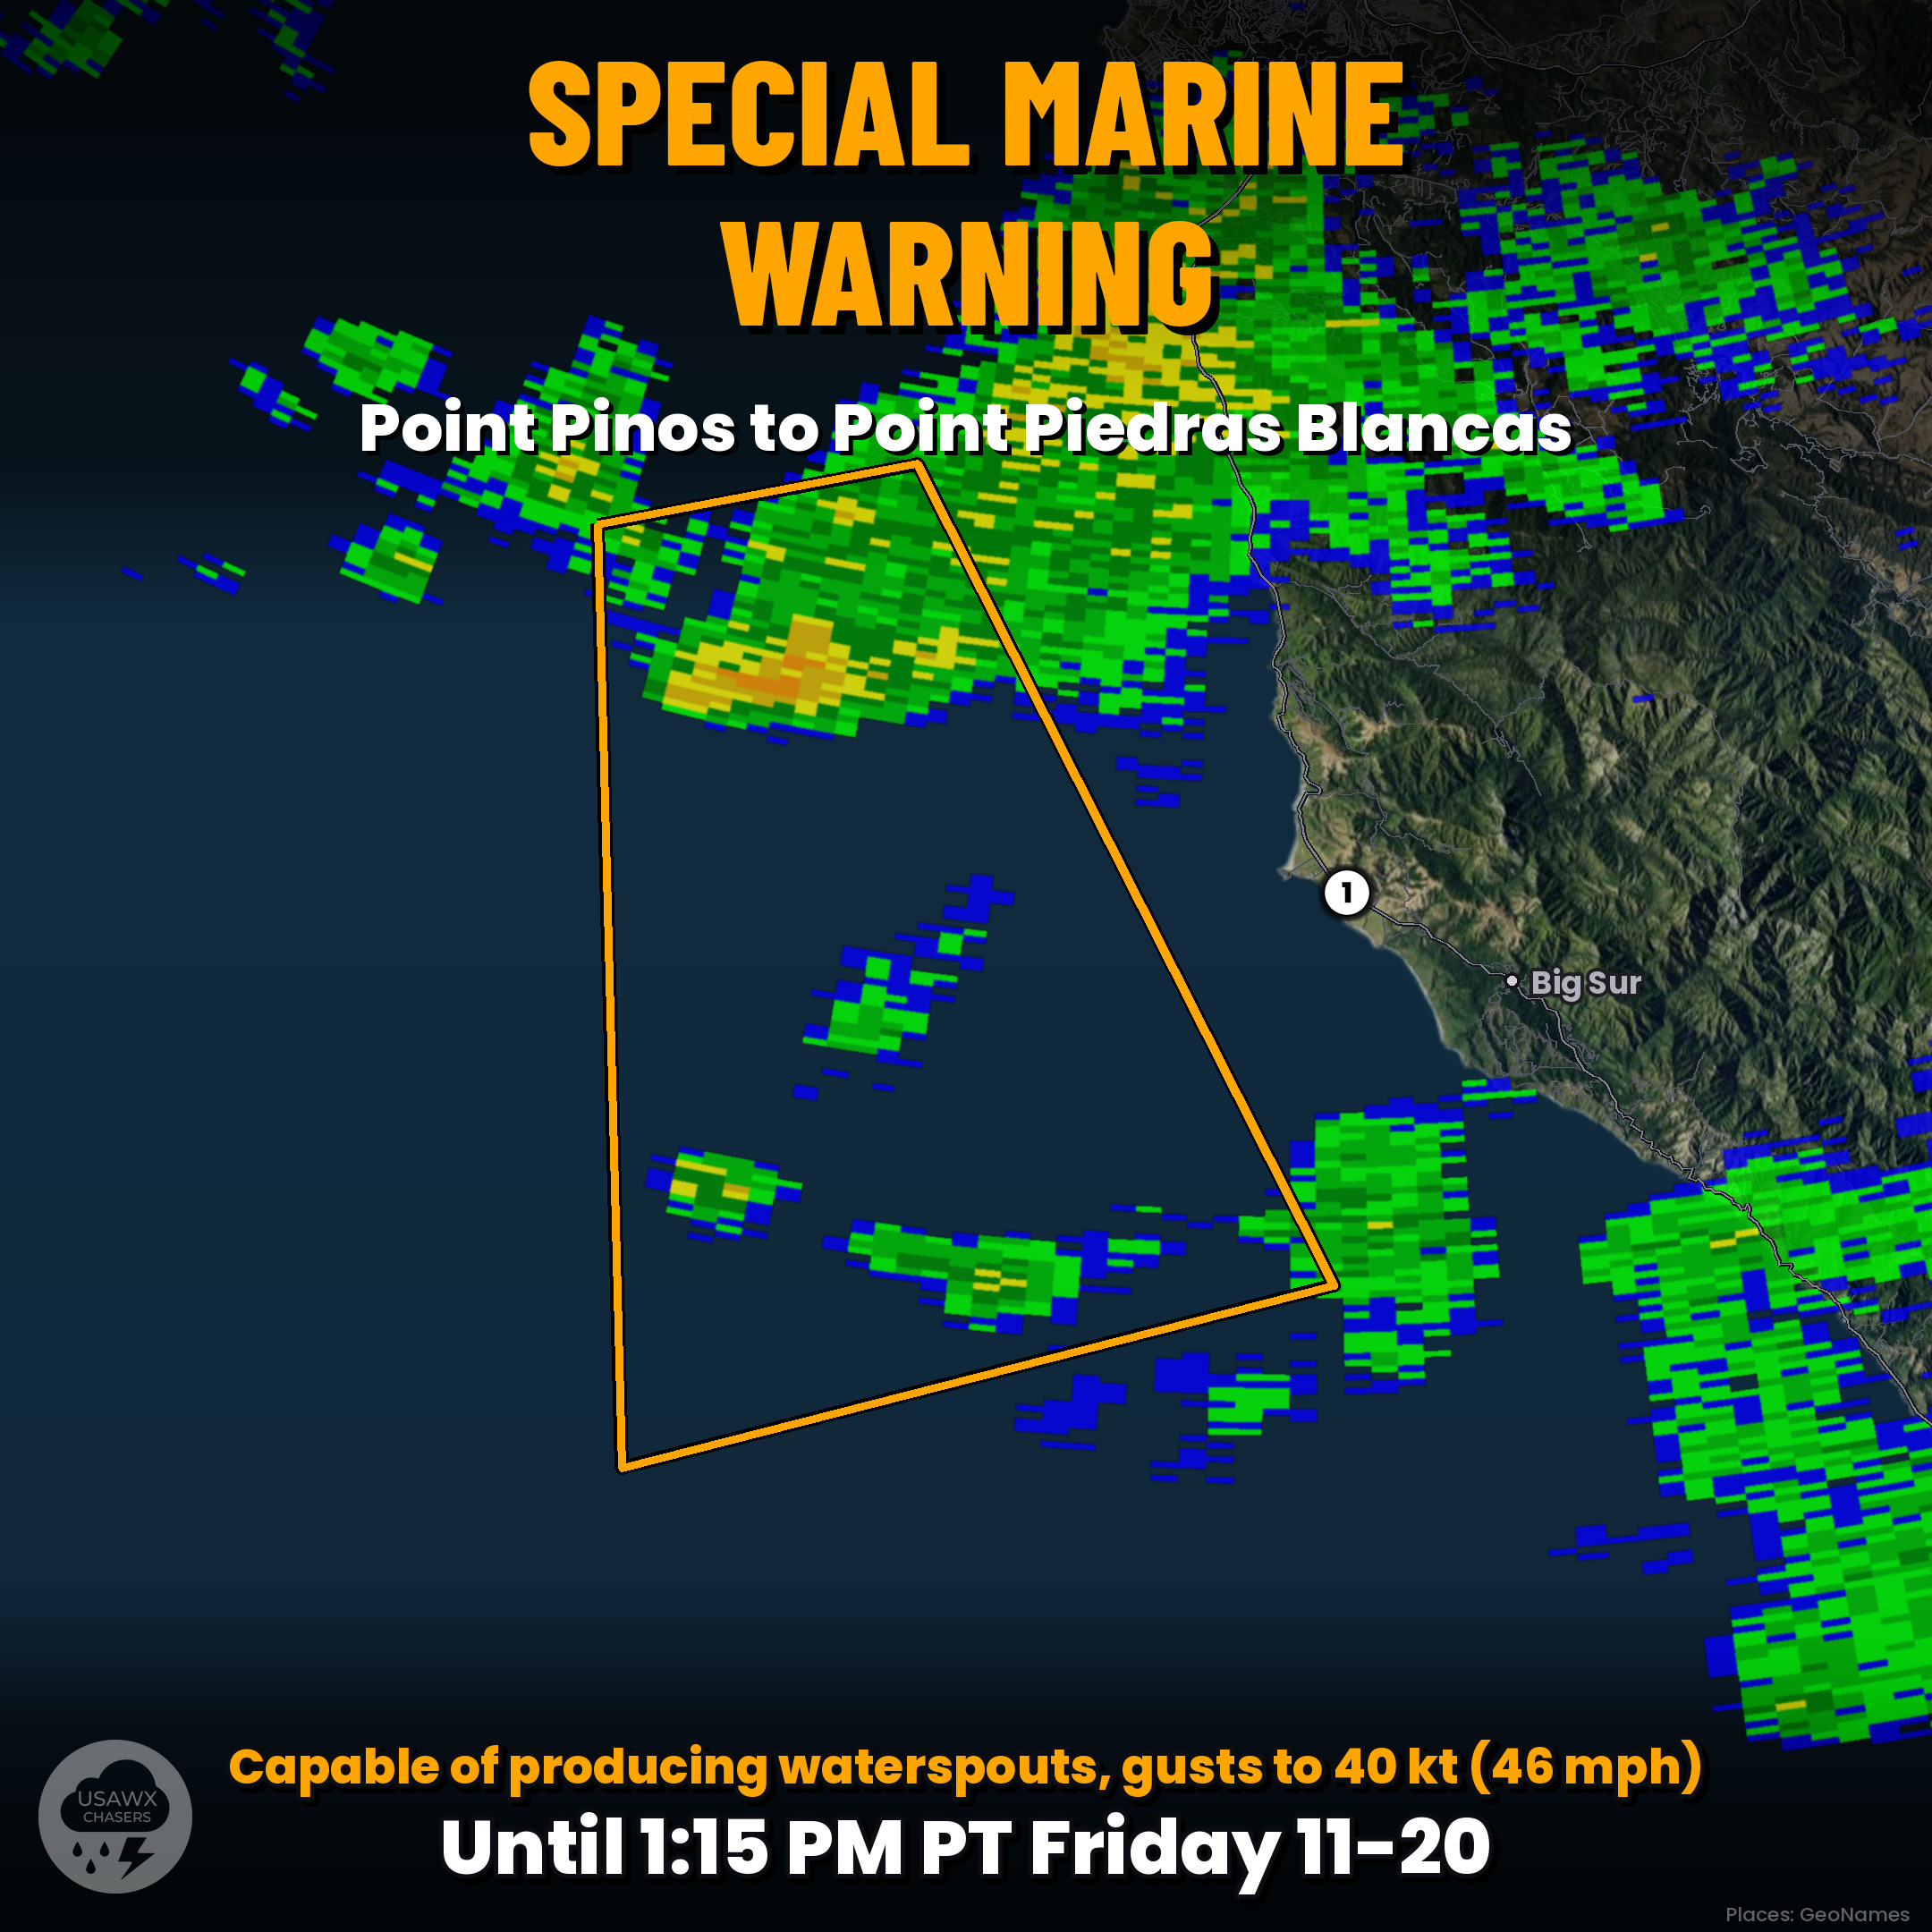 SPECIAL MARINE
WARNING
Point Pinos to Point Piedras Blancas
1
Big Sur
Capable of producing waterspouts, gusts to 40 kt (46 mph)
Until 1:15 PM PT Friday 11-20
USAWX
CHASERS
Places: GeoNames